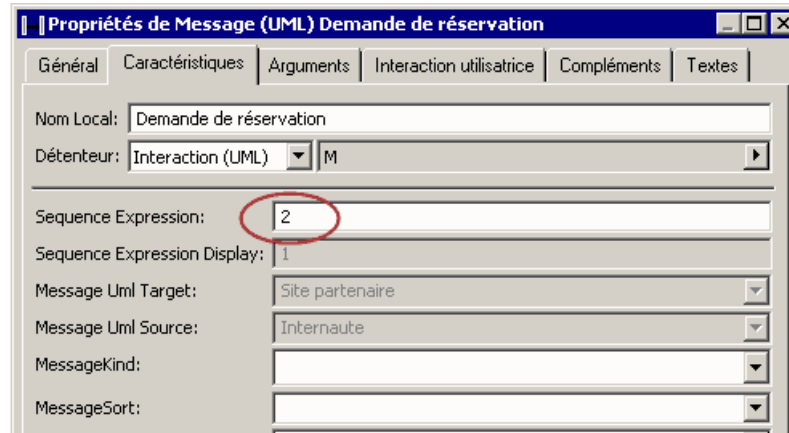 Propriétés de Message (UML) Demande de réservation
Général Caractéristiques Arguments Interaction utilisatrice Compléments Textes
Nom Local: Demande de réservation
Détenteur: Interaction (UML) M
Sequence Expression: 2
Sequence Expression Display: 1
Message Uml Target: Site partenaire
Message Uml Source: Internaute
MessageKind:
MessageSort: